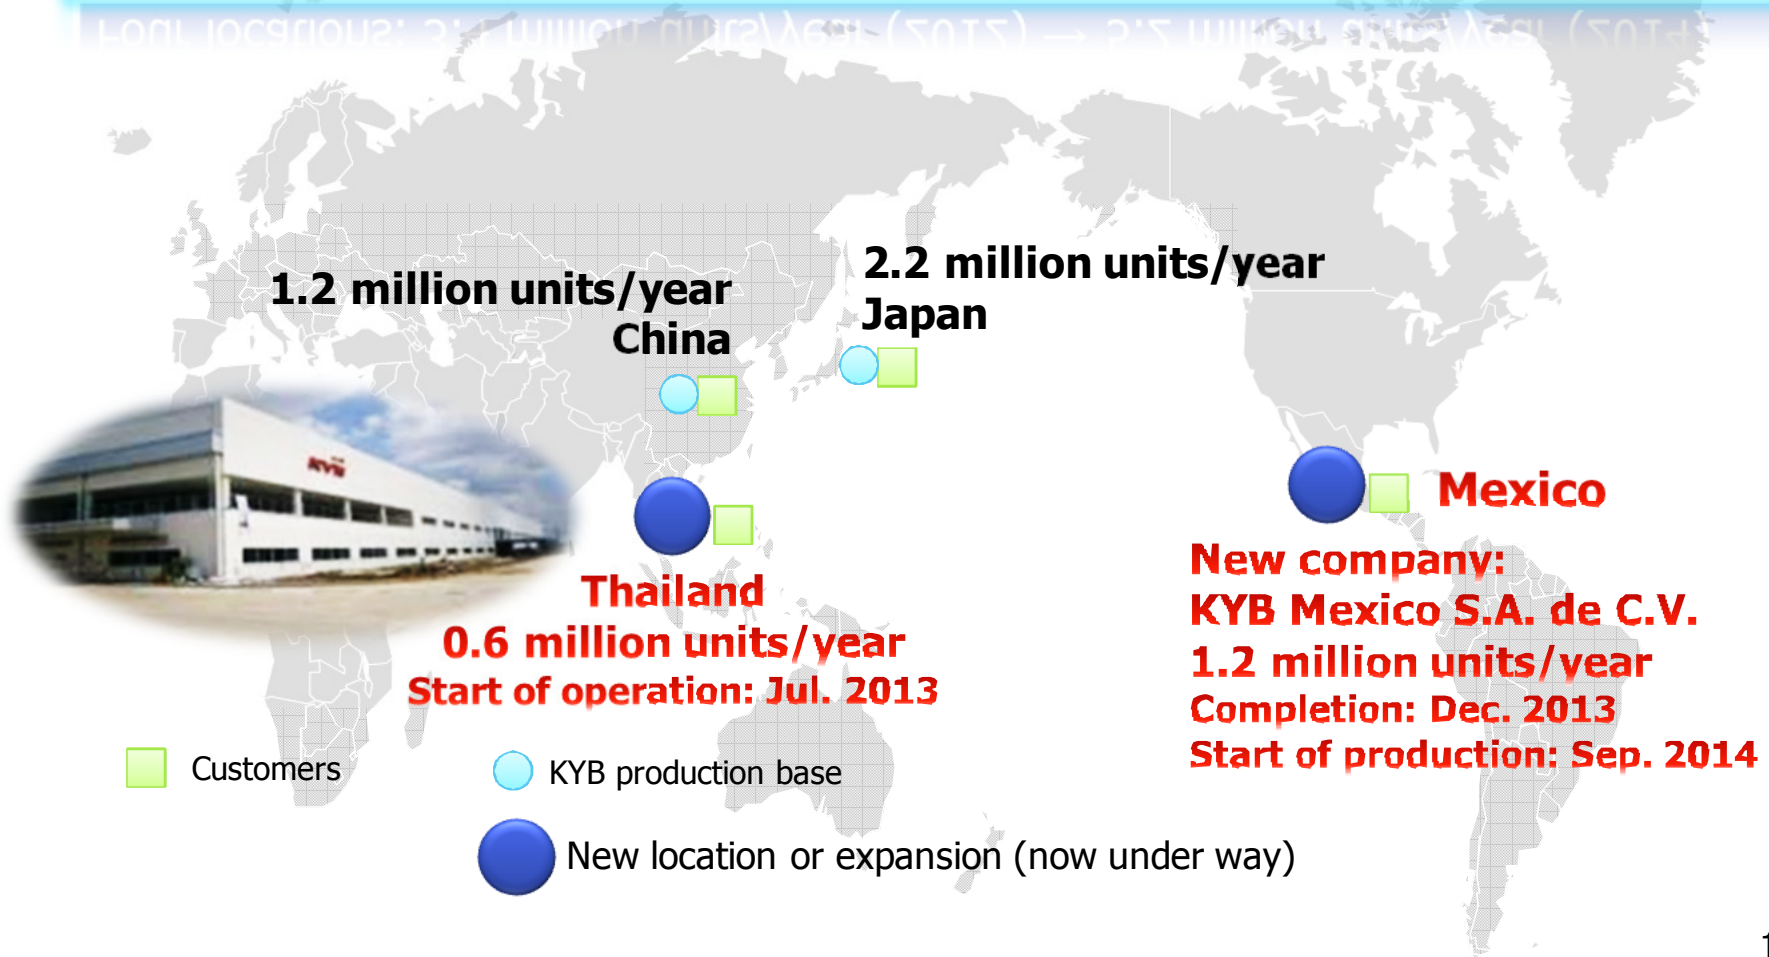 1.2 million units/year
China
2.2 million units/year
Japan
KYB
Thailand
0.6 million units/year
Start of operation: Jul. 2013
Mexico
New company:
KYB Mexico S.A. de C.V.
1.2 million units/year
Completion: Dec. 2013
Start of production: Sep. 2014
Customers
KYB production base
New location or expansion (now under way)